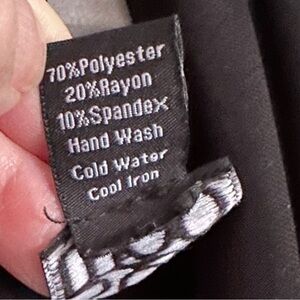 70%Polyester
20%Rayon
10%Spandex
Hand Wash
Cold Water
Cool Iron